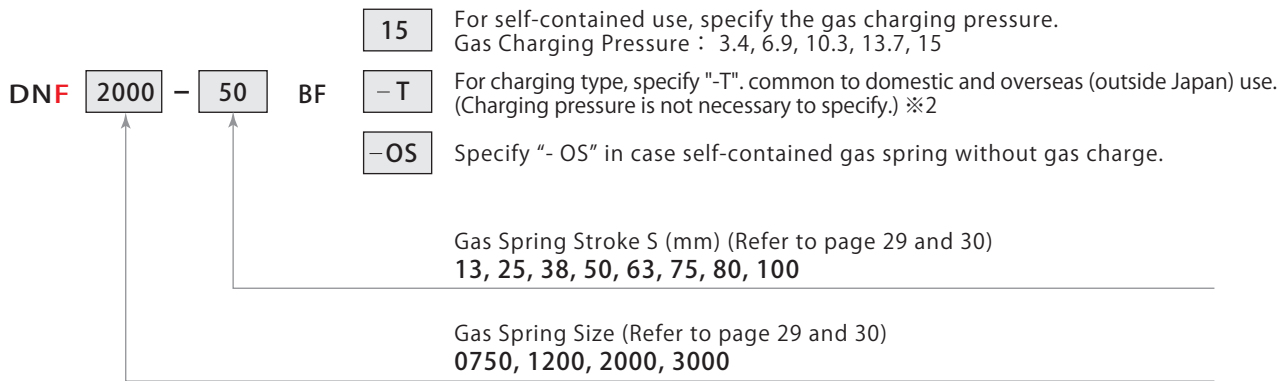 15
For self-contained use, specify the gas charging pressure.
Gas Charging Pressure： 3.4, 6.9, 10.3, 13.7, 15
DNF 2000 – 50 BF –T
For charging type, specify "-T". common to domestic and overseas (outside Japan) use.
(Charging pressure is not necessary to specify.) ※2
–OS
Specify “- OS” in case self-contained gas spring without gas charge.
Gas Spring Stroke S (mm) (Refer to page 29 and 30)
13, 25, 38, 50, 63, 75, 80, 100
Gas Spring Size (Refer to page 29 and 30)
0750, 1200, 2000, 3000